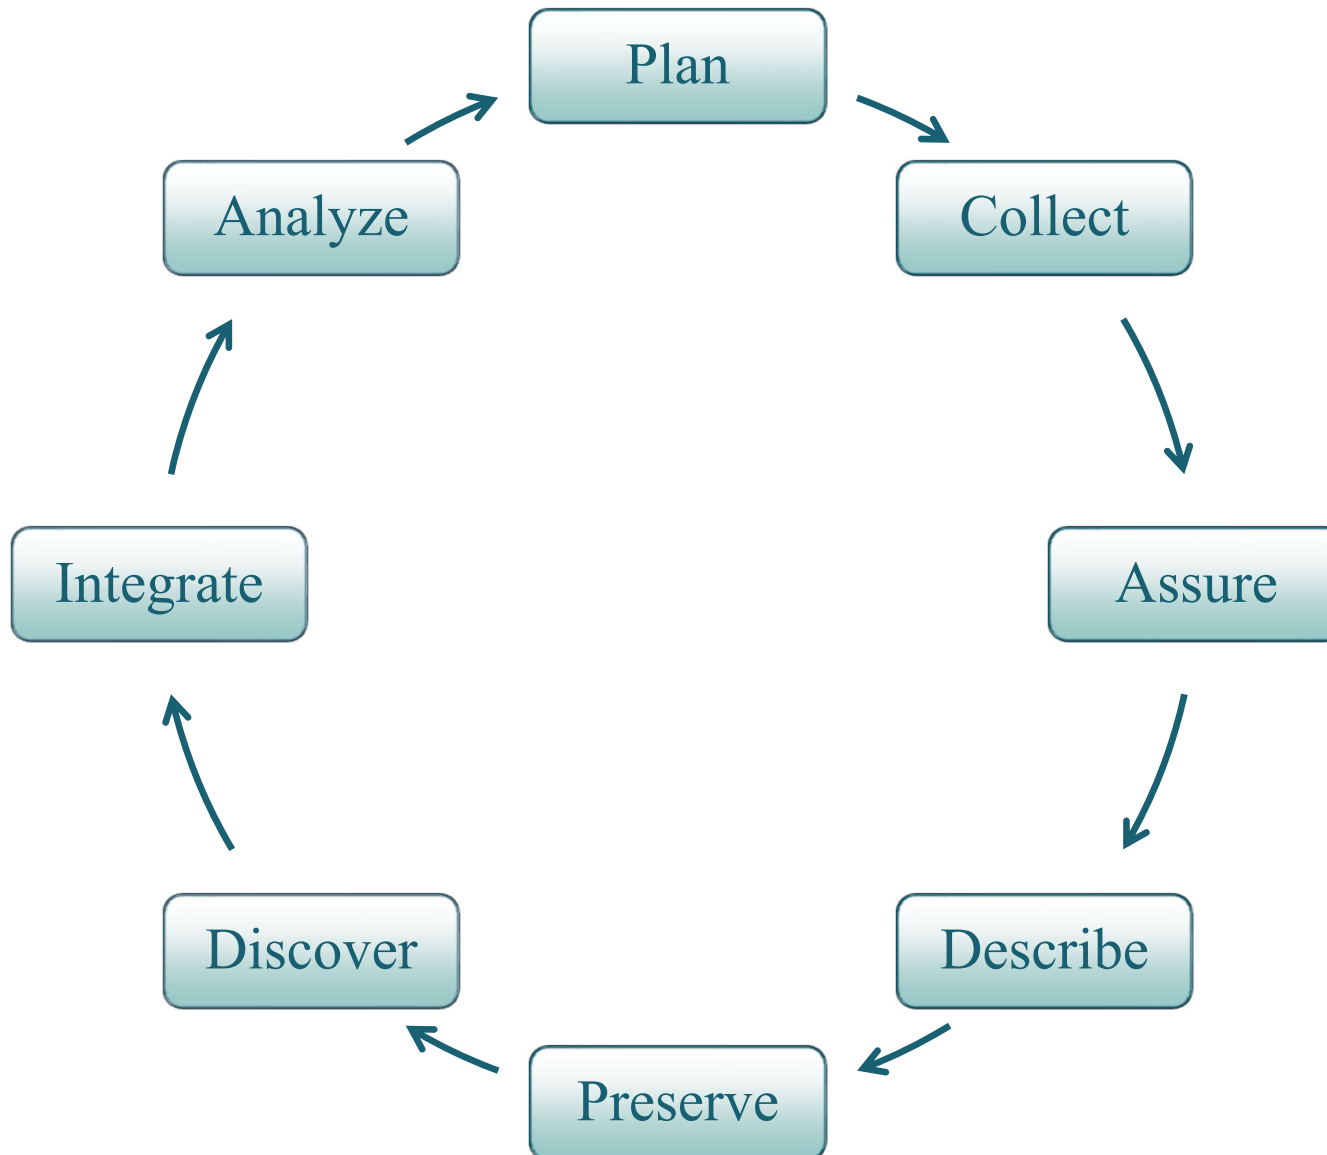 Plan
Collect
Assure
Describe
Preserve
Discover
Integrate
Analyze